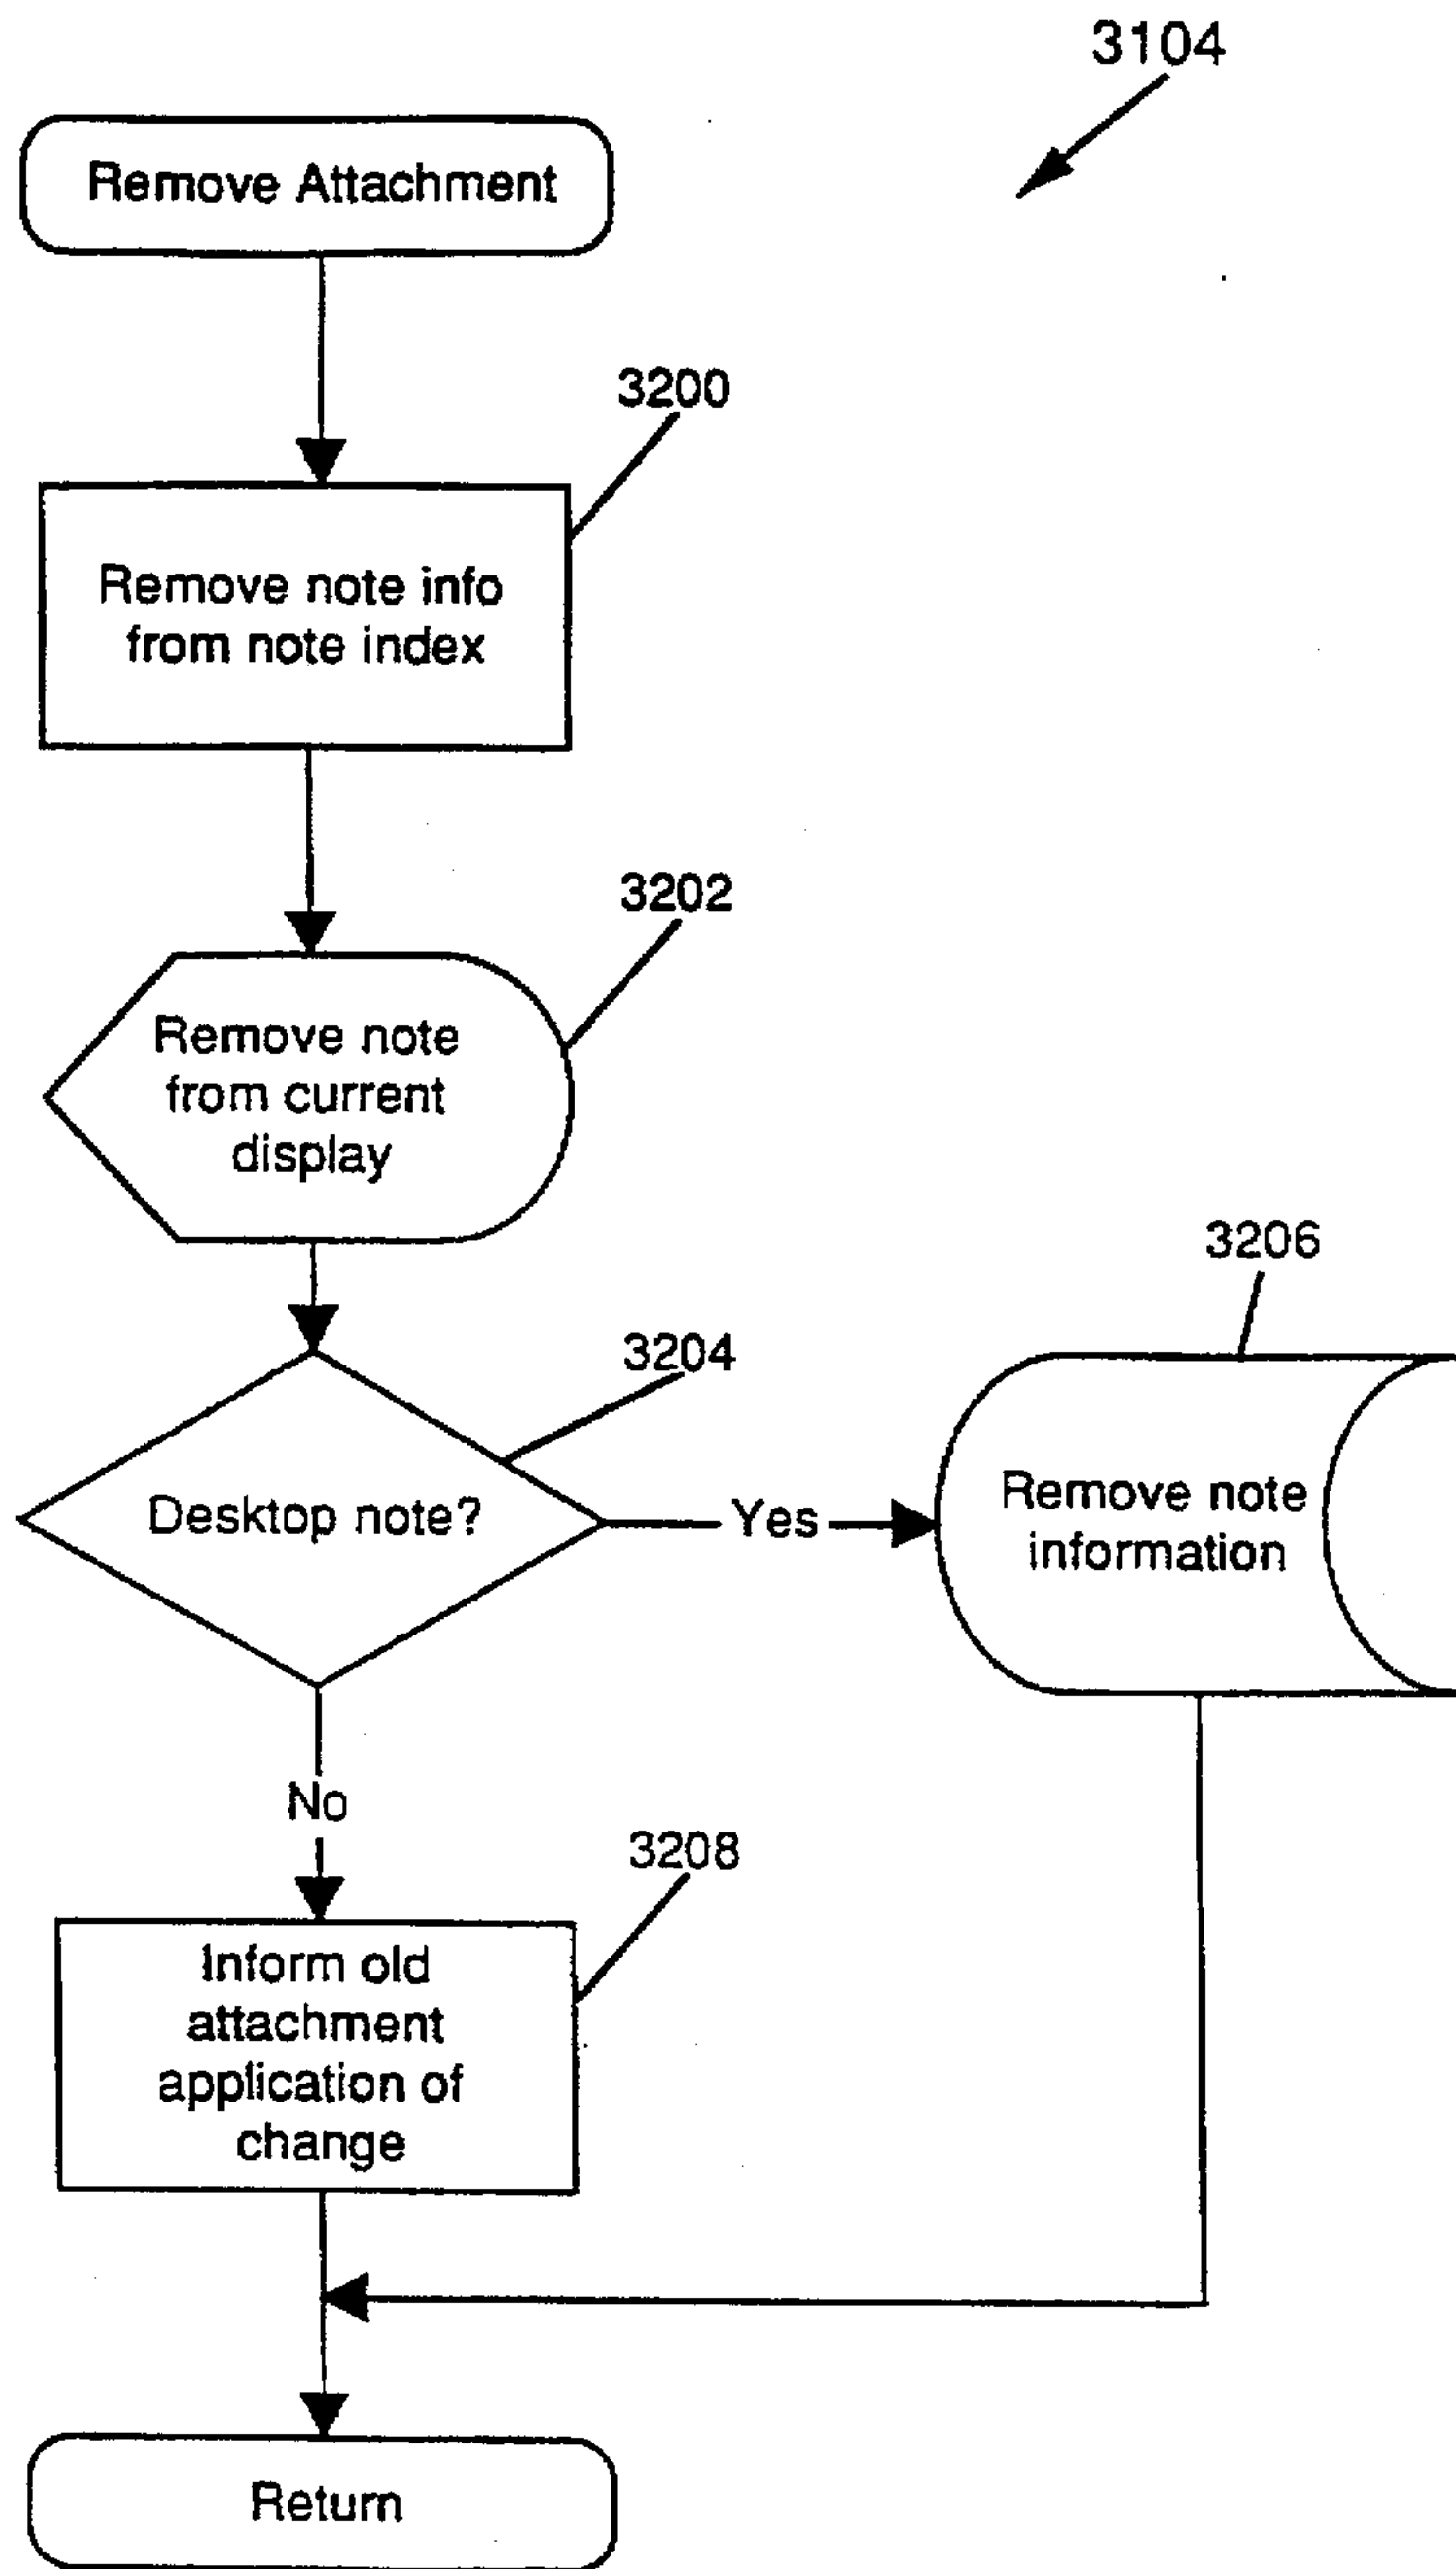 3104
Remove Attachment
3200
Remove note info
from note index
3202
Remove note
from current
display
3206
3204
Desktop note?
Yes
Remove note
information
No
3208
Inform old
attachment
application of
change
Return